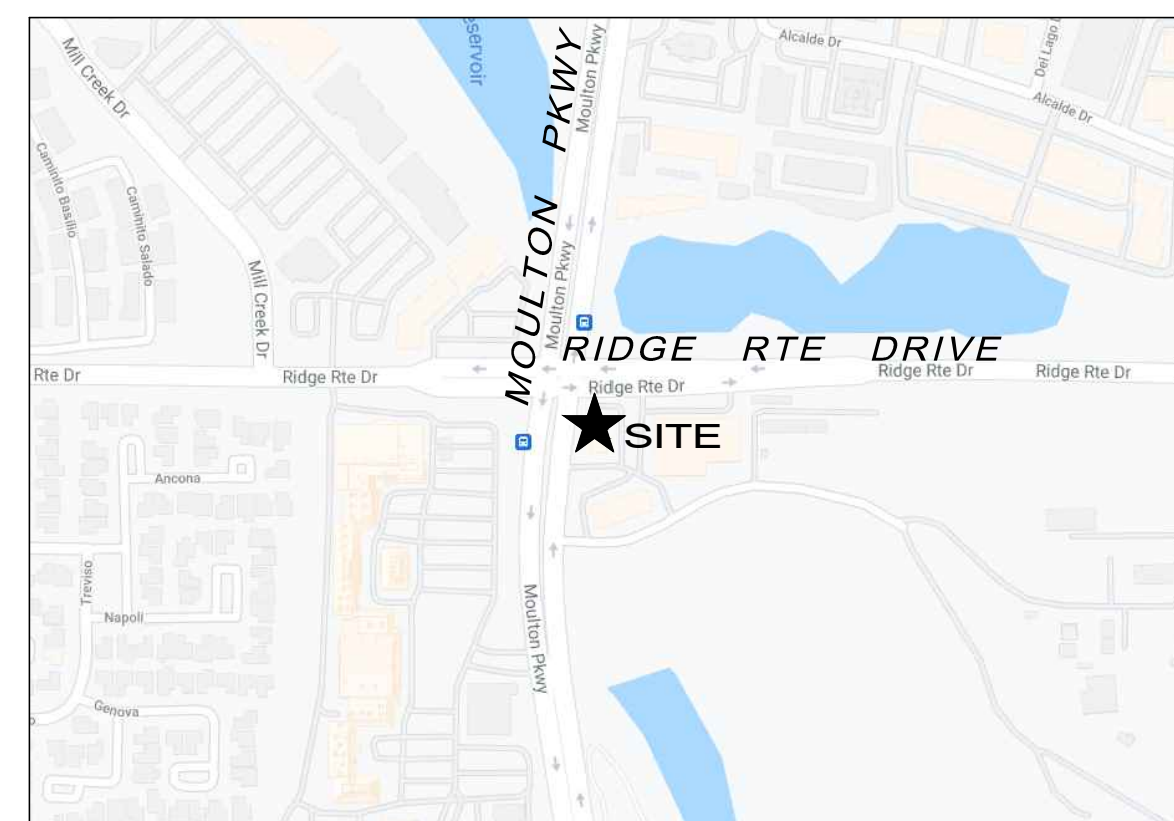 eservoir
MOULTON PKWY
Moulton Pkwy
Alcalde Dr
Del Lago
Alcalde Dr
Mill Creek Dr
Caminito Basilio
Caminito Salado
Mill Creek Dr
Moulton Pkwy
RIDGE RTE DRIVE
Rte Dr
Ridge Rte Dr
Ridge Rte Dr
Ridge Rte Dr
Ridge Rte Dr
SITE
Ancona
Treviso
Napoli
Moulton Pkwy
Genova